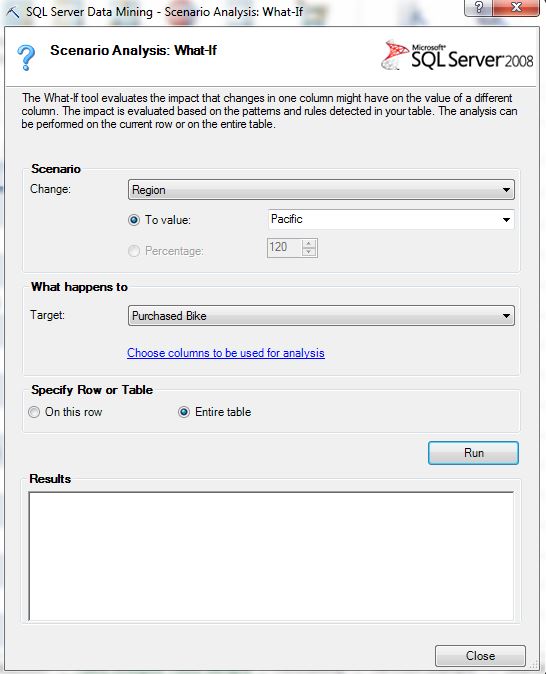 SQL Server Data Mining - Scenario Analysis: What-If
Scenario Analysis: What-If
Microsoft®
SQL Server 2008
The What-If tool evaluates the impact that changes in one column might have on the value of a different
column. The impact is evaluated based on the patterns and rules detected in your table. The analysis can
be performed on the current row or on the entire table.
Scenario
Change: Region
To value: Pacific
Percentage: 120
What happens to
Target: Purchased Bike
Choose columns to be used for analysis
Specify Row or Table
On this row Entire table
Run
Results
Close